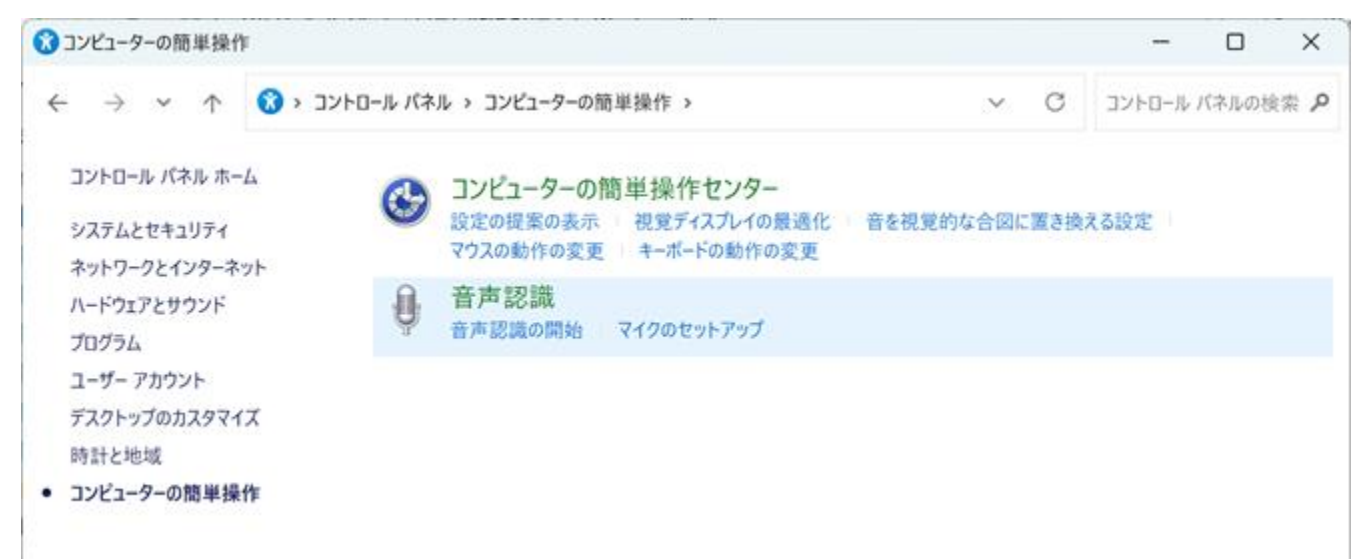 コンピューターの簡単操作
コントロール パネル › コンピューターの簡単操作 ›
コントロール パネルの検索
コントロール パネル ホーム
システムとセキュリティ
ネットワークとインターネット
ハードウェアとサウンド
プログラム
ユーザー アカウント
デスクトップのカスタマイズ
時計と地域
• コンピューターの簡単操作
コンピューターの簡単操作センター
設定の提案の表示 | 視覚ディスプレイの最適化 | 音を視覚的な合図に置き換える設定 |
マウスの動作の変更 | キーボードの動作の変更
音声認識
音声認識の開始 | マイクのセットアップ